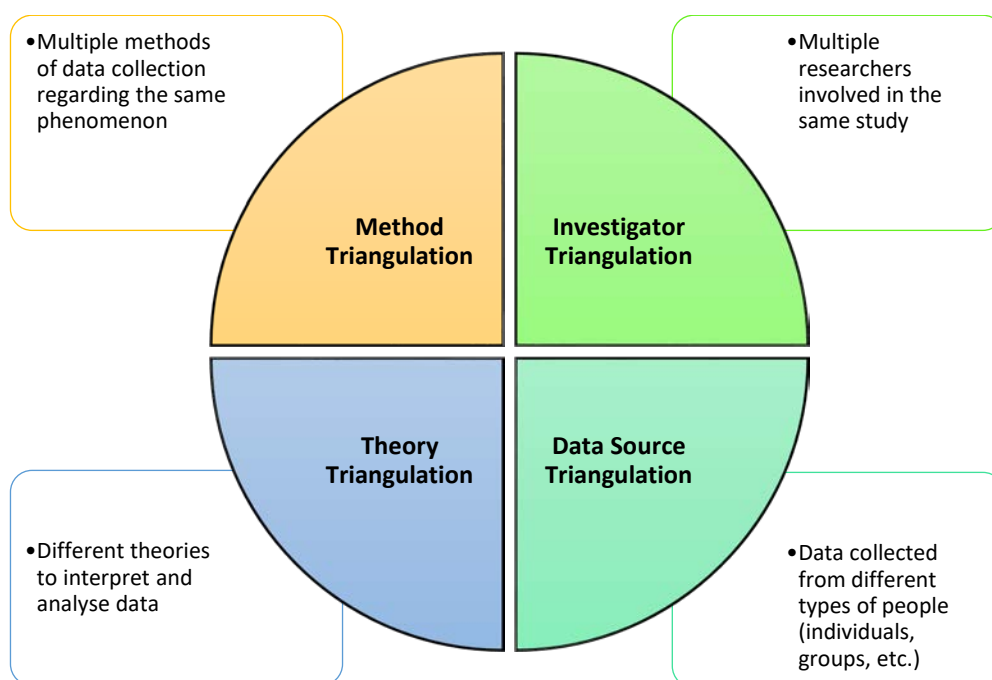 •Multiple methods
of data collection
regarding the same
phenomenon
•Multiple
researchers
involved in the
same study
Method
Triangulation
Investigator
Triangulation
Theory
Triangulation
Data Source
Triangulation
•Different theories
to interpret and
analyse data
•Data collected
from different
types of people
(individuals,
groups, etc.)